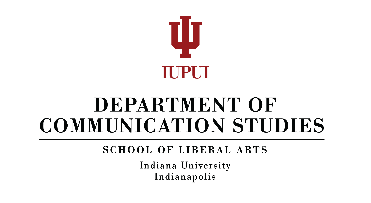 IUPUI
DEPARTMENT OF
COMMUNICATION STUDIES
SCHOOL OF LIBERAL ARTS
Indiana University
Indianapolis